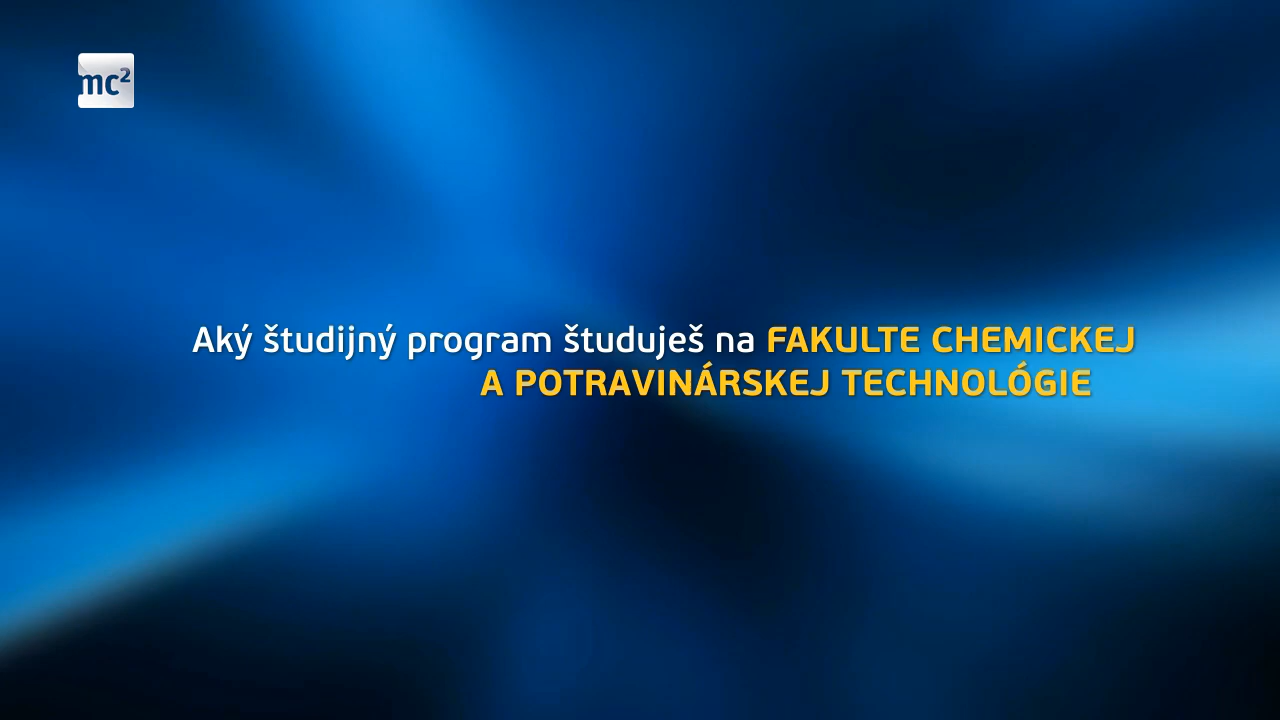 mc²
Aký študijný program študuješ na FAKULTE CHEMICKEJ
A POTRAVINÁRSKEJ TECHNOLÓGIE